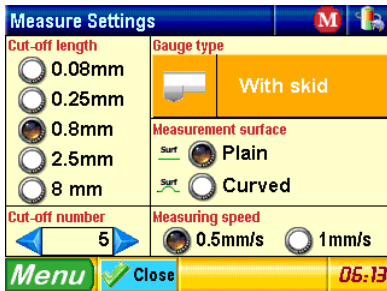 Measure Settings M
Cut-off length
0.08mm
0.25mm
0.8mm
2.5mm
8 mm
Gauge type
With skid
Measurement surface
Surf Plain
Surf Curved
Cut-off number
5
Measuring speed
0.5mm/s 1mm/s
Menu Close 06:13